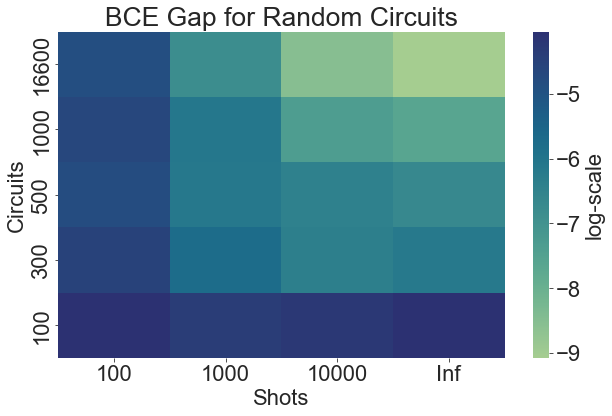 BCE Gap for Random Circuits
Circuits
16600
1000
500
300
100
100 1000 10000 Inf
Shots
−5
−6
−7
−8
−9
log-scale